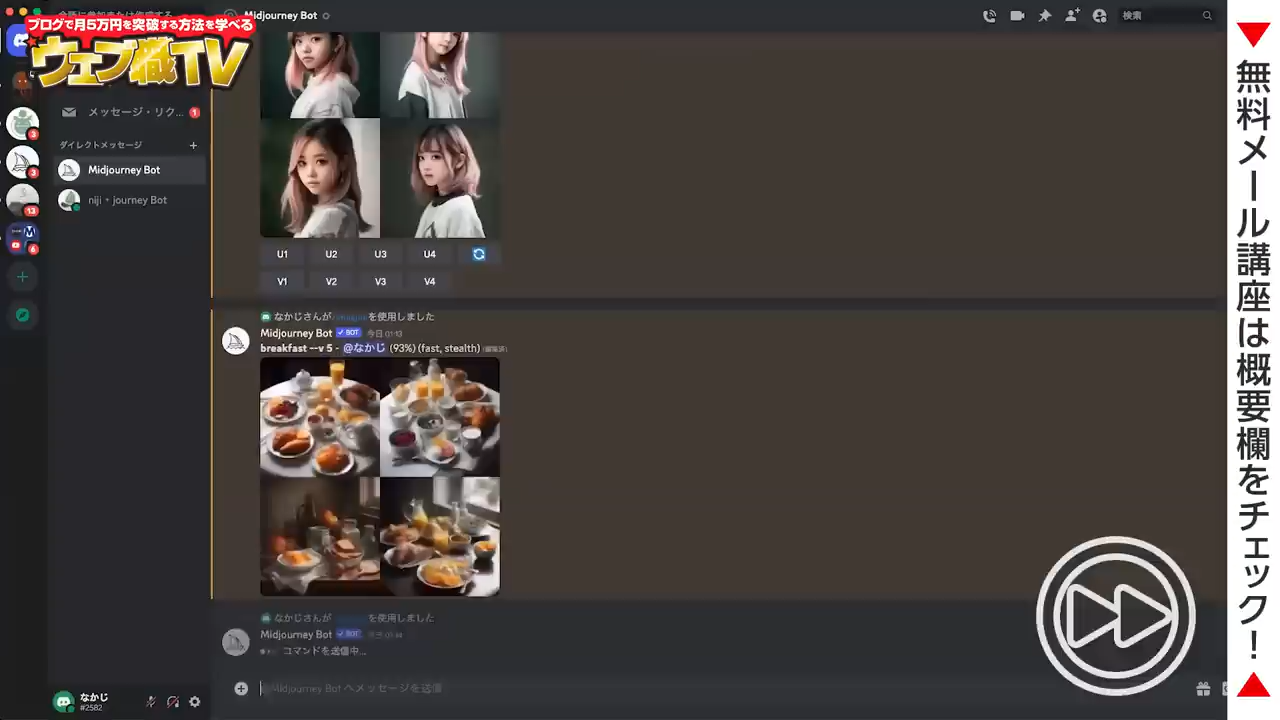 ブログで月5万円を突破する方法を学べる
ウェブ職TV
Midjourney Bot
検索
メッセージ・リク...
1
ダイレクトメッセージ
Midjourney Bot
niji・journey Bot
3
3
13
6
U1 U2 U3 U4
V1 V2 V3 V4
なかじさんが を使用しました
Midjourney Bot BOT 今日 01:13
breakfast --v 5 - @なかじ (93%) (fast, stealth) (編集済)
なかじさんが を使用しました
Midjourney Bot BOT
コマンドを送信中...
@Midjourney Bot へメッセージを送信
なかじ
#2582
無料メール講座は概要欄をチェック！